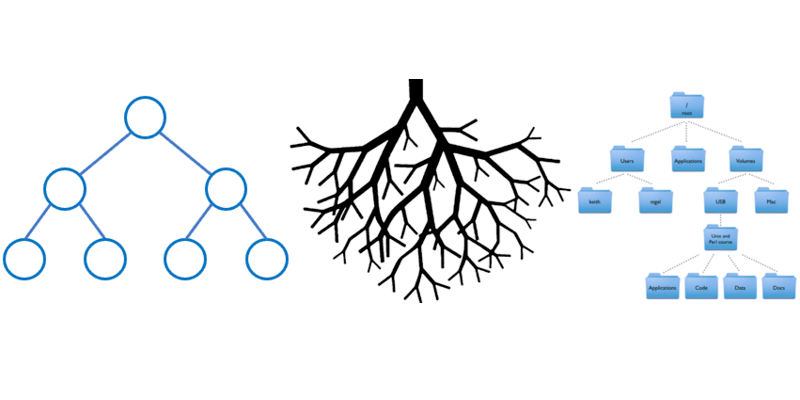 /
root
Users
Applications
Volumes
keith
nigel
USB
Mac
Unix and
Perl course
Applications
Code
Data
Docs